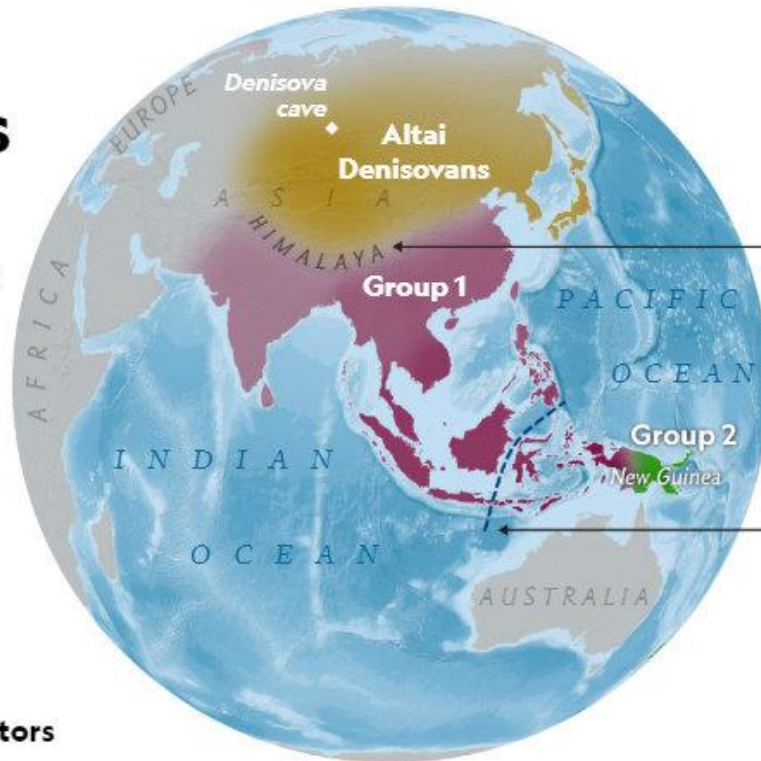 s
EUROPE
Denisova
cave
Altai
Denisovans
ASIA
HIMALAYA
AFRICA
Group 1
PACIFIC
OCEAN
Group 2
New Guinea
INDIAN
OCEAN
AUSTRALIA
tors